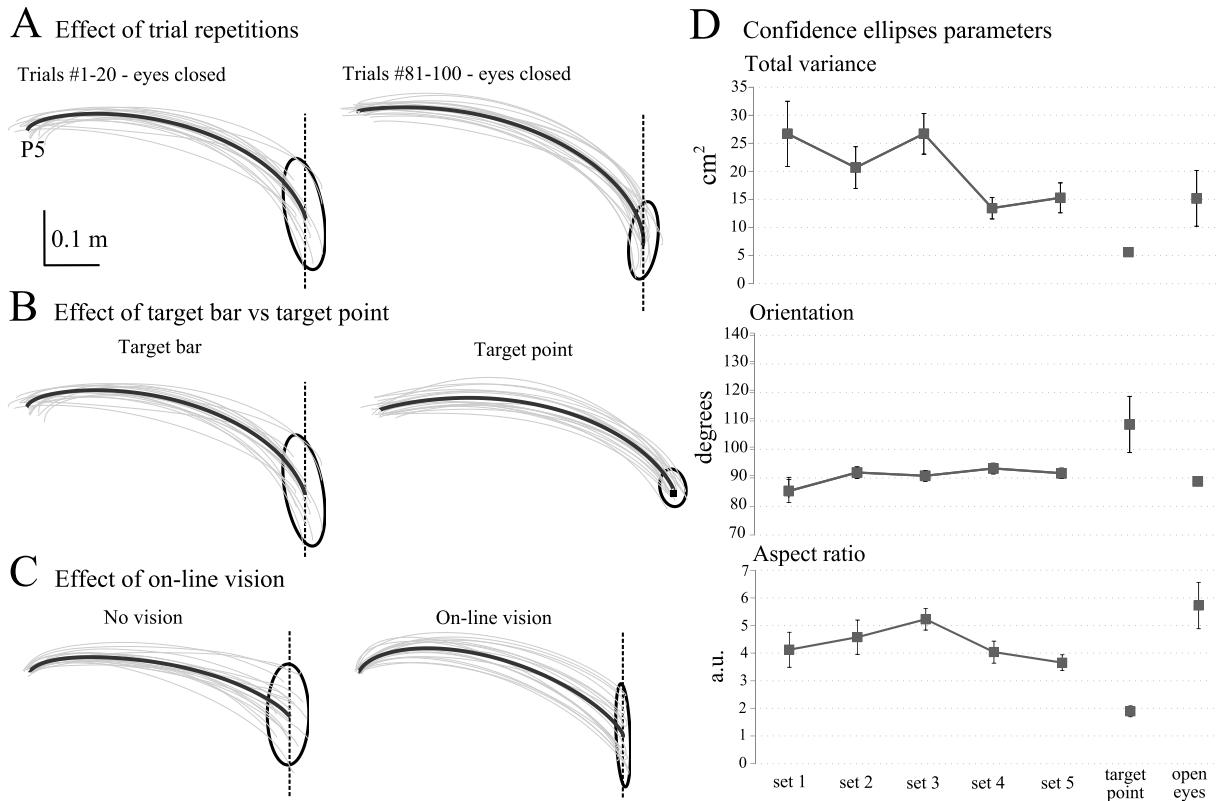 A Effect of trial repetitions
Trials #1-20 - eyes closed
Trials #81-100 - eyes closed
P5
0.1 m
B Effect of target bar vs target point
Target bar
Target point
C Effect of on-line vision
No vision
On-line vision
D Confidence ellipses parameters
Total variance
cm²
35
30
25
20
15
10
5
0
Orientation
degrees
140
130
120
110
100
90
80
70
Aspect ratio
a.u.
7
6
5
4
3
2
1
0
set 1 set 2 set 3 set 4 set 5 target point open eyes